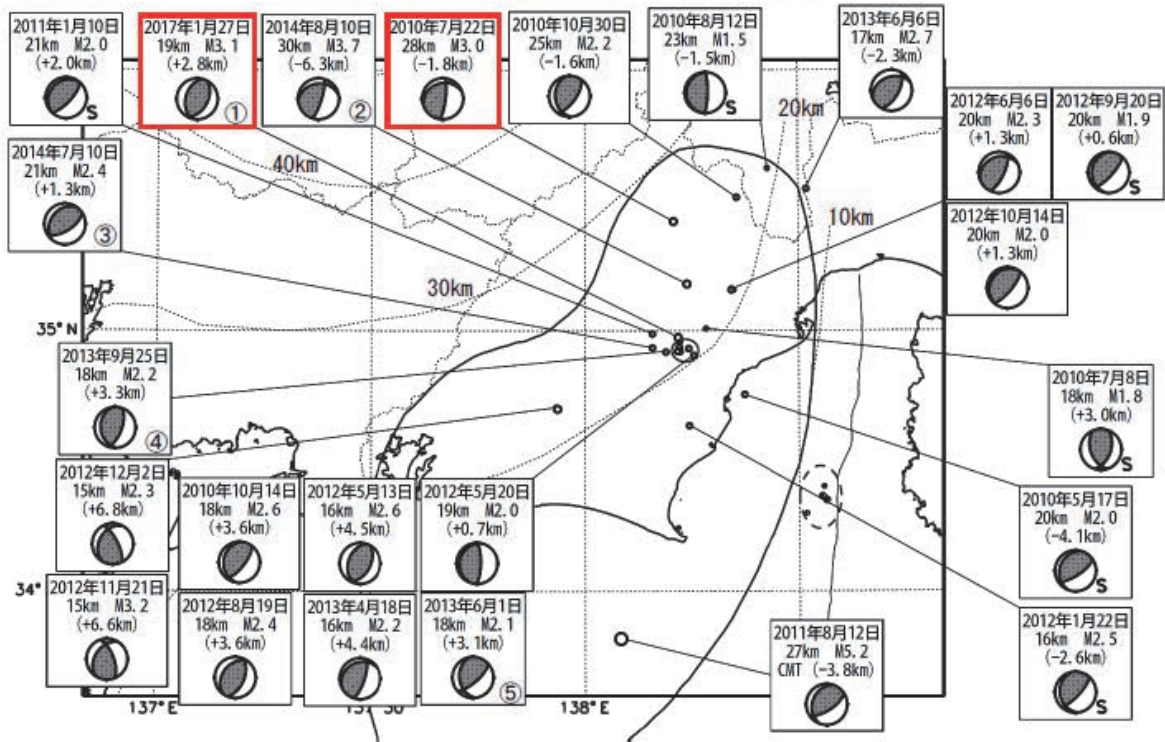 2011年1月10日
21km M2.0
(+2.0km)
S
2017年1月27日
19km M3.1
(+2.8km)
①
2014年8月10日
30km M3.7
(-6.3km)
②
2010年7月22日
28km M3.0
(-1.8km)
2010年10月30日
25km M2.2
(-1.6km)
2010年8月12日
23km M1.5
(-1.5km)
S
2013年6月6日
17km M2.7
(-2.3km)
2012年6月6日
20km M2.3
(+1.3km)
2012年9月20日
20km M1.9
(+0.6km)
S
2014年7月10日
21km M2.4
(+1.3km)
③
2012年10月14日
20km M2.0
(+1.3km)
40km
30km
20km
10km
35°N
2013年9月25日
18km M2.2
(+3.3km)
④
2010年7月8日
18km M1.8
(+3.0km)
S
2012年12月2日
15km M2.3
(+6.8km)
2010年10月14日
18km M2.6
(+3.6km)
2012年5月13日
16km M2.6
(+4.5km)
2012年5月20日
19km M2.0
(+0.7km)
2010年5月17日
20km M2.0
(-4.1km)
S
34°
2012年11月21日
15km M3.2
(+6.6km)
2012年8月19日
18km M2.4
(+3.6km)
2013年4月18日
16km M2.2
(+4.4km)
2013年6月1日
18km M2.1
(+3.1km)
⑤
2011年8月12日
27km M5.2
CMT (-3.8km)
2012年1月22日
16km M2.5
(-2.6km)
S
137°E
138°E